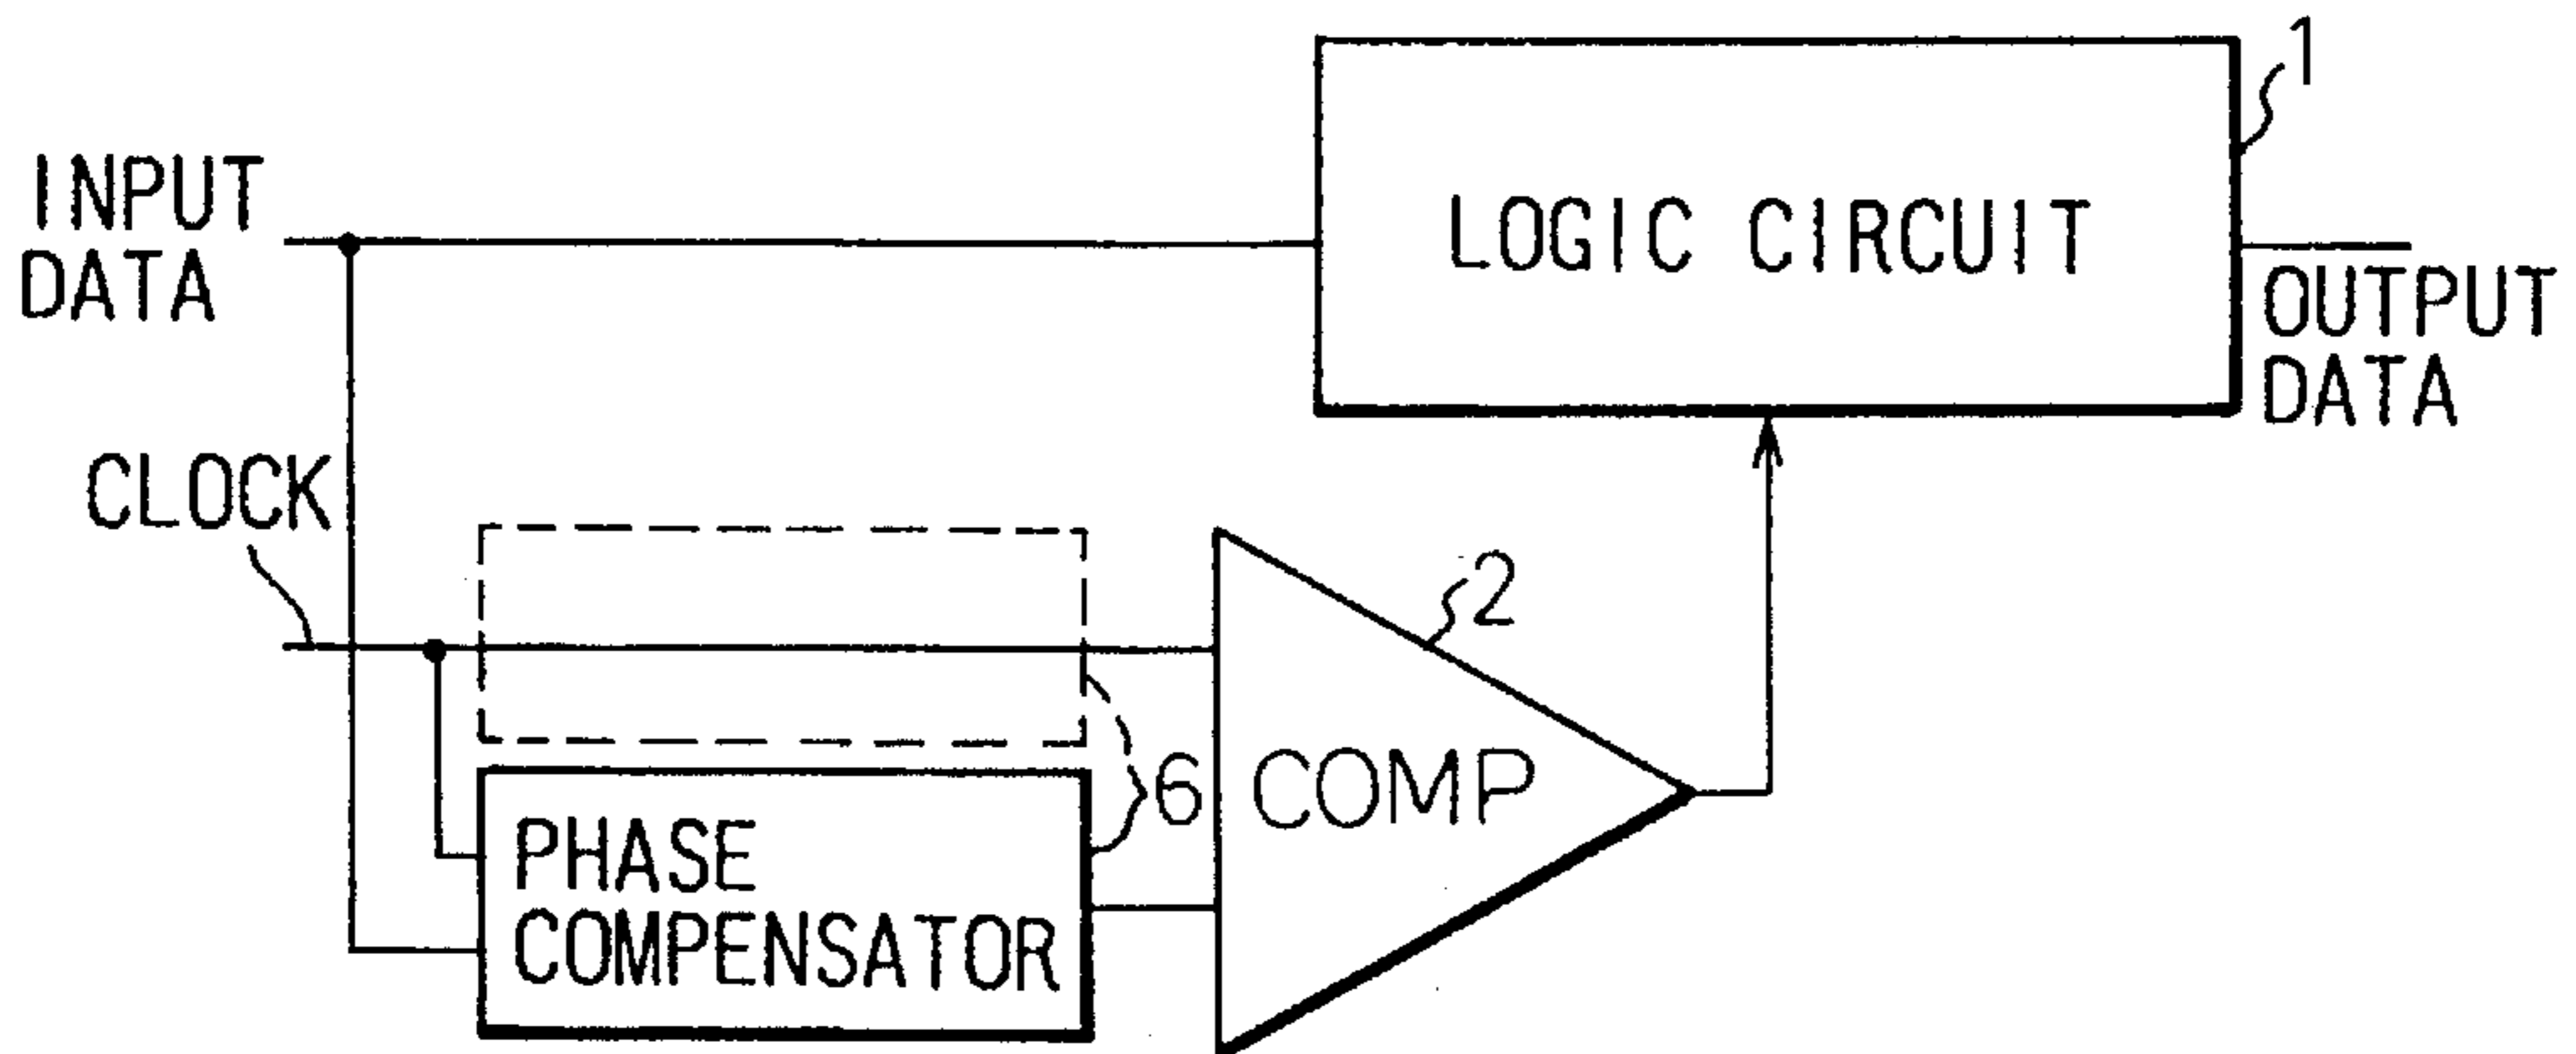 1
INPUT
DATA
LOGIC CIRCUIT
OUTPUT
DATA
CLOCK
2
6
COMP
PHASE
COMPENSATOR